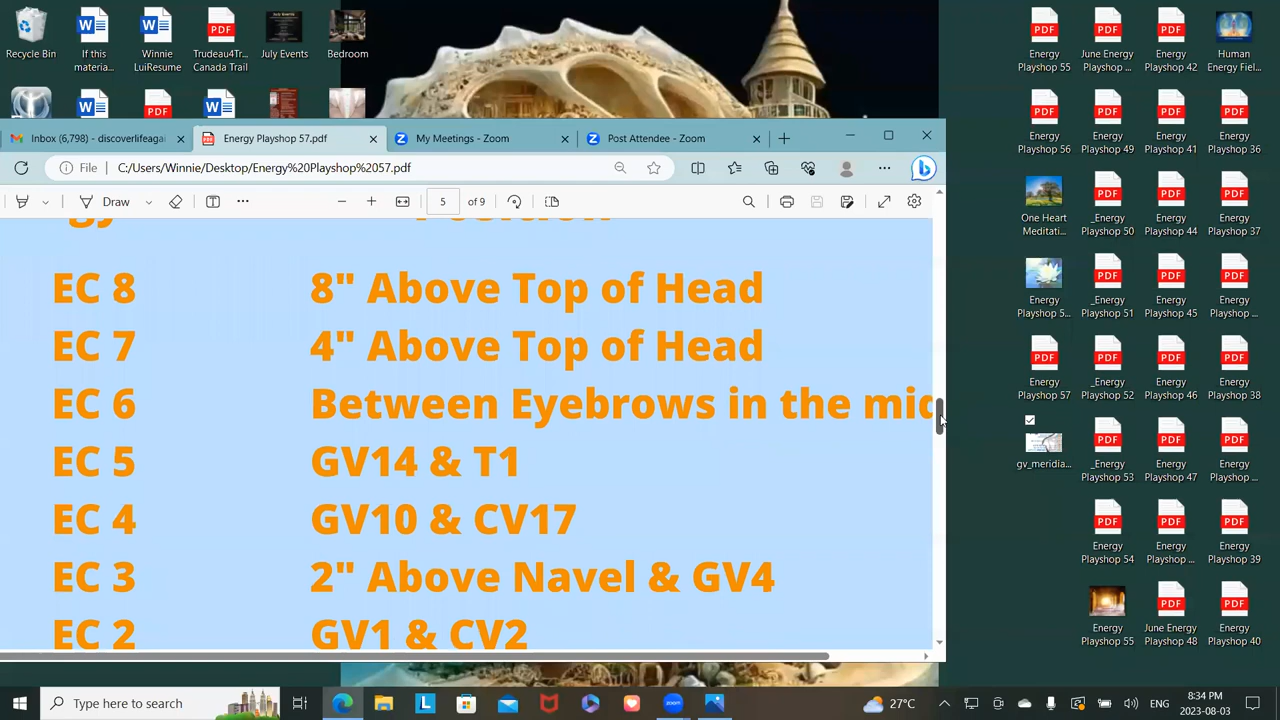 Recycle Bin
If this materia...
Winnie LuiResume
Trudeau4Tr... Canada Trail
July Events
Bedroom
Inbox (6,798) - discoverlifeagai
Energy Playshop 57.pdf
My Meetings - Zoom
Post Attendee - Zoom
File
C:/Users/Winnie/Desktop/Energy%20Playshop%2057.pdf
Draw
5 of 9
EC 8 8" Above Top of Head
EC 7 4" Above Top of Head
EC 6 Between Eyebrows in the mid
EC 5 GV14 & T1
EC 4 GV10 & CV17
EC 3 2" Above Navel & GV4
EC 2 GV1 & CV2
Energy Playshop 55
June Energy Playshop ...
Energy Playshop 42
Human Energy Fiel...
Energy Playshop 56
Energy Playshop 49
Energy Playshop 41
Energy Playshop 36
One Heart Meditati...
_Energy Playshop 50
Energy Playshop 44
Energy Playshop 37
Energy Playshop 5...
_Energy Playshop 51
Energy Playshop 45
Energy Playshop ...
Energy Playshop 57
_Energy Playshop 52
Energy Playshop 46
Energy Playshop 38
gv_meridia...
_Energy Playshop 53
Energy Playshop 47
Energy Playshop ...
Energy Playshop 54
Energy Playshop ...
Energy Playshop 39
Energy Playshop 55
June Energy Playshop 48
Energy Playshop 40
Type here to search
27°C
ENG
8:34 PM
2023-08-03